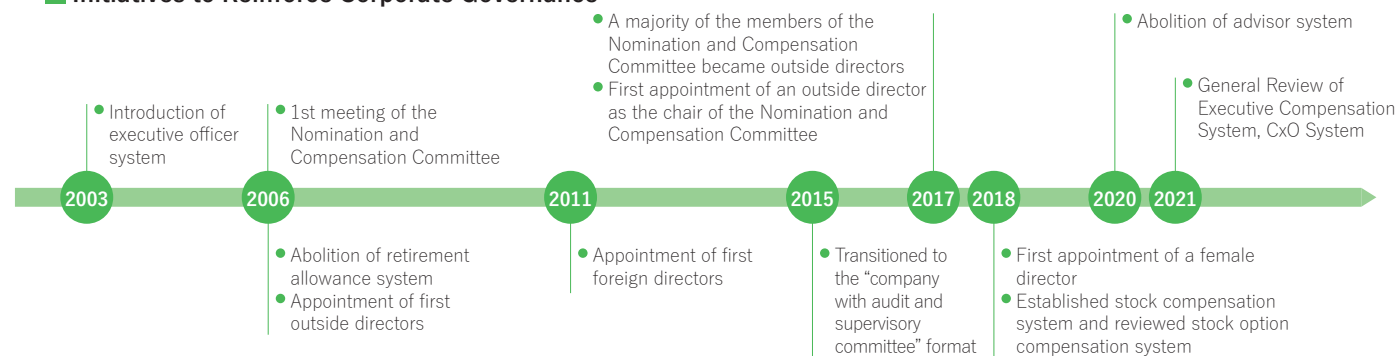 Initiatives to Reinforce Corporate Governance
● A majority of the members of the
Nomination and Compensation
Committee became outside directors
● First appointment of an outside director
as the chair of the Nomination and
Compensation Committee
● Abolition of advisor system
● Introduction of
executive officer
system
● 1st meeting of the
Nomination and
Compensation Committee
● General Review of
Executive Compensation
System, CxO System
2003
2006
2011
2015
2017
2018
2020
2021
● Abolition of retirement
allowance system
● Appointment of first
outside directors
● Appointment of first
foreign directors
● Transitioned to
the “company
with audit and
supervisory
committee” format
● First appointment of a female
director
● Established stock compensation
system and reviewed stock option
compensation system